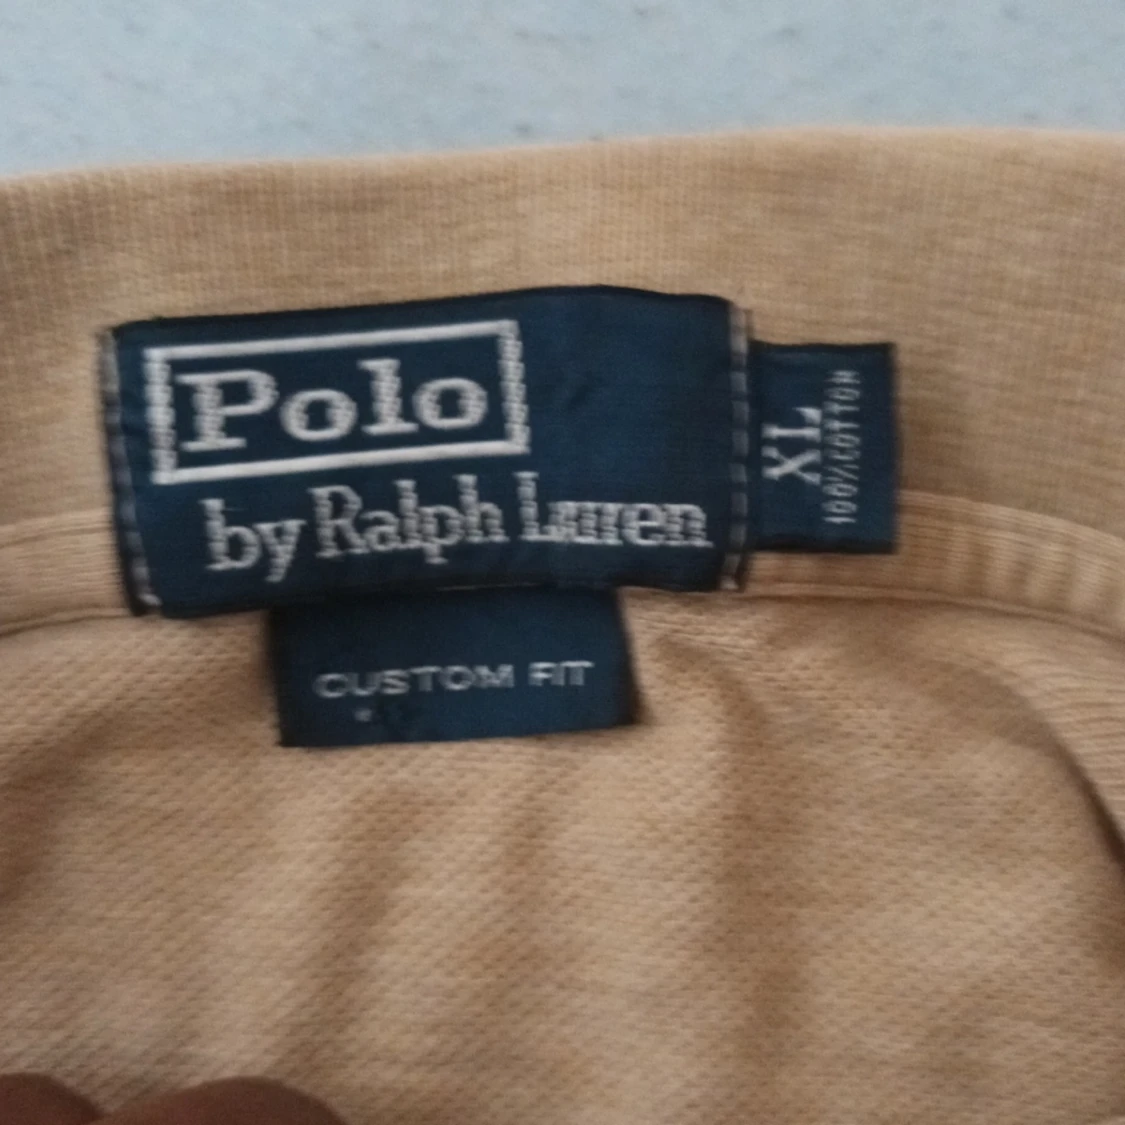 Polo
by Ralph Lauren
XL
100% COTTON
CUSTOM FIT